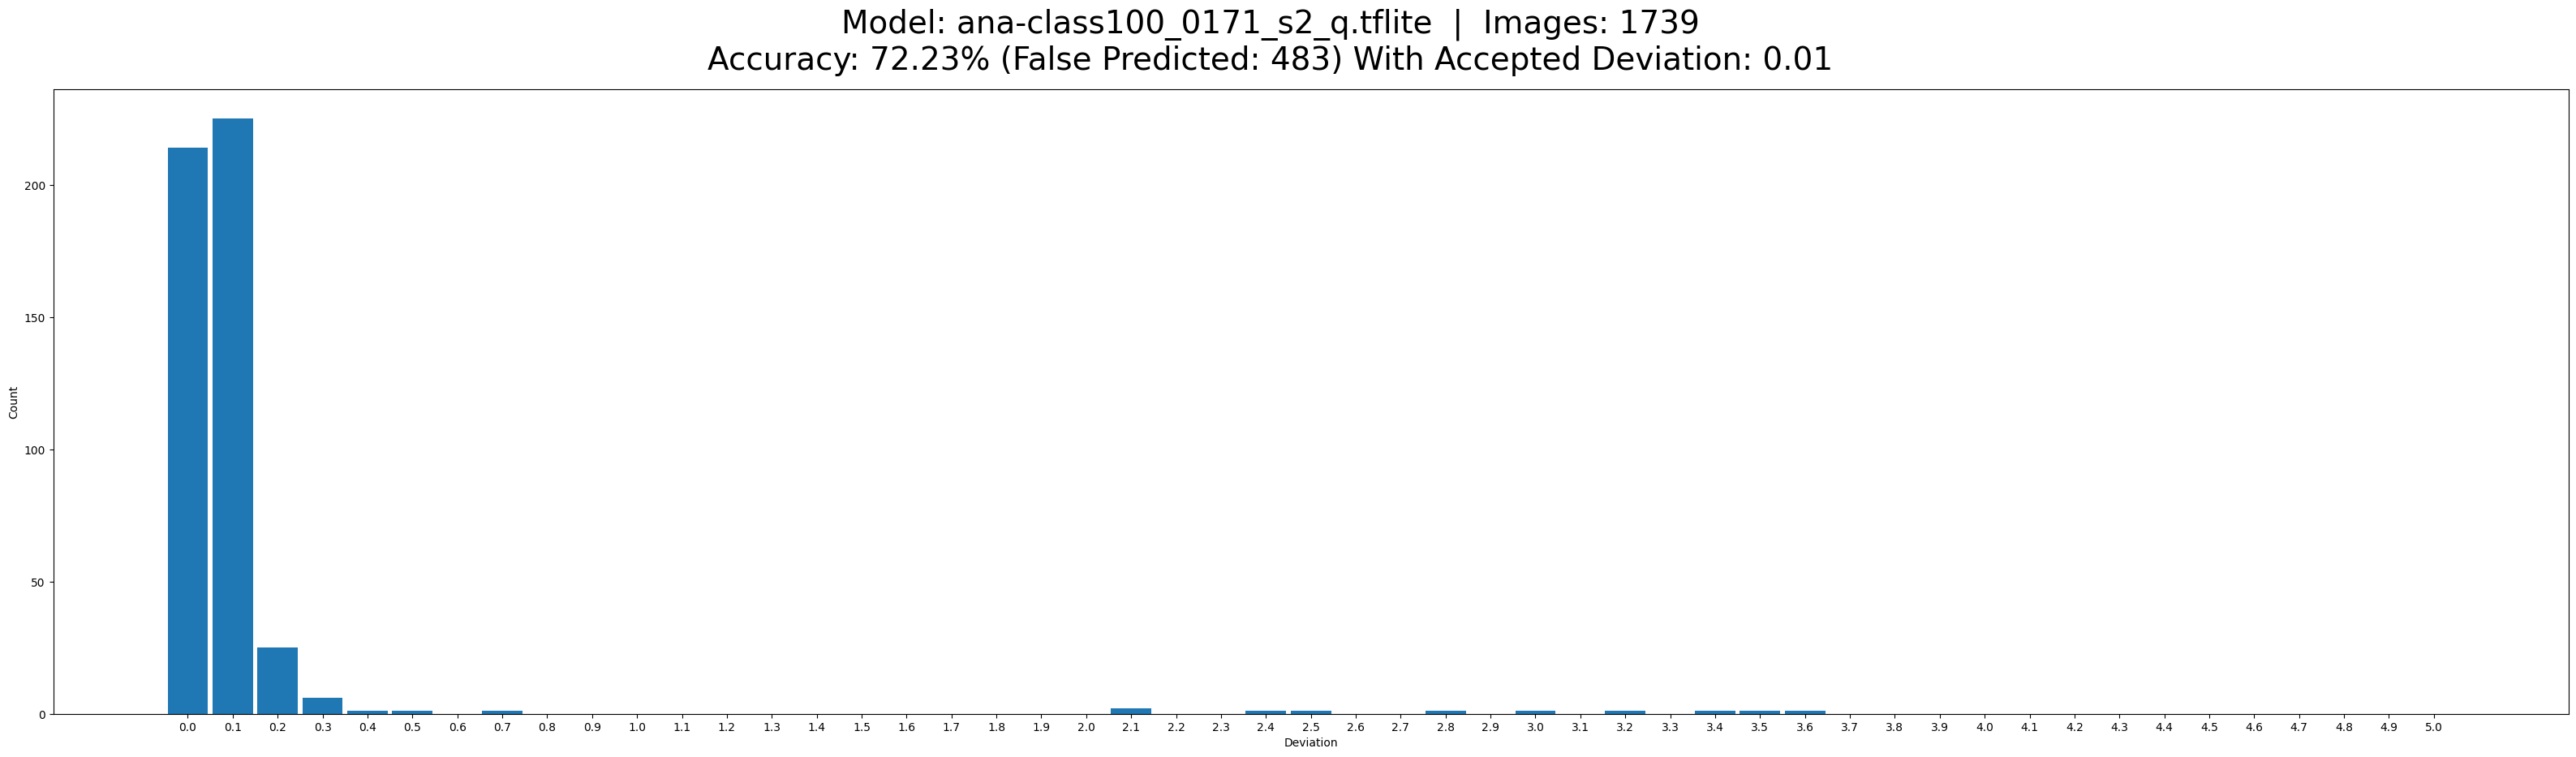 Model: ana-class100_0171_s2_q.tflite | Images: 1739
Accuracy: 72.23% (False Predicted: 483) With Accepted Deviation: 0.01
200
150
100
50
0
Count
0.0 0.1 0.2 0.3 0.4 0.5 0.6 0.7 0.8 0.9 1.0 1.1 1.2 1.3 1.4 1.5 1.6 1.7 1.8 1.9 2.0 2.1 2.2 2.3 2.4 2.5 2.6 2.7 2.8 2.9 3.0 3.1 3.2 3.3 3.4 3.5 3.6 3.7 3.8 3.9 4.0 4.1 4.2 4.3 4.4 4.5 4.6 4.7 4.8 4.9 5.0
Deviation